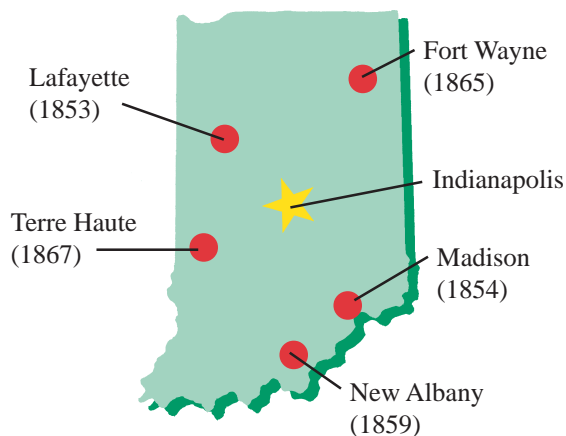 Fort Wayne
(1865)
Lafayette
(1853)
Indianapolis
Terre Haute
(1867)
Madison
(1854)
New Albany
(1859)